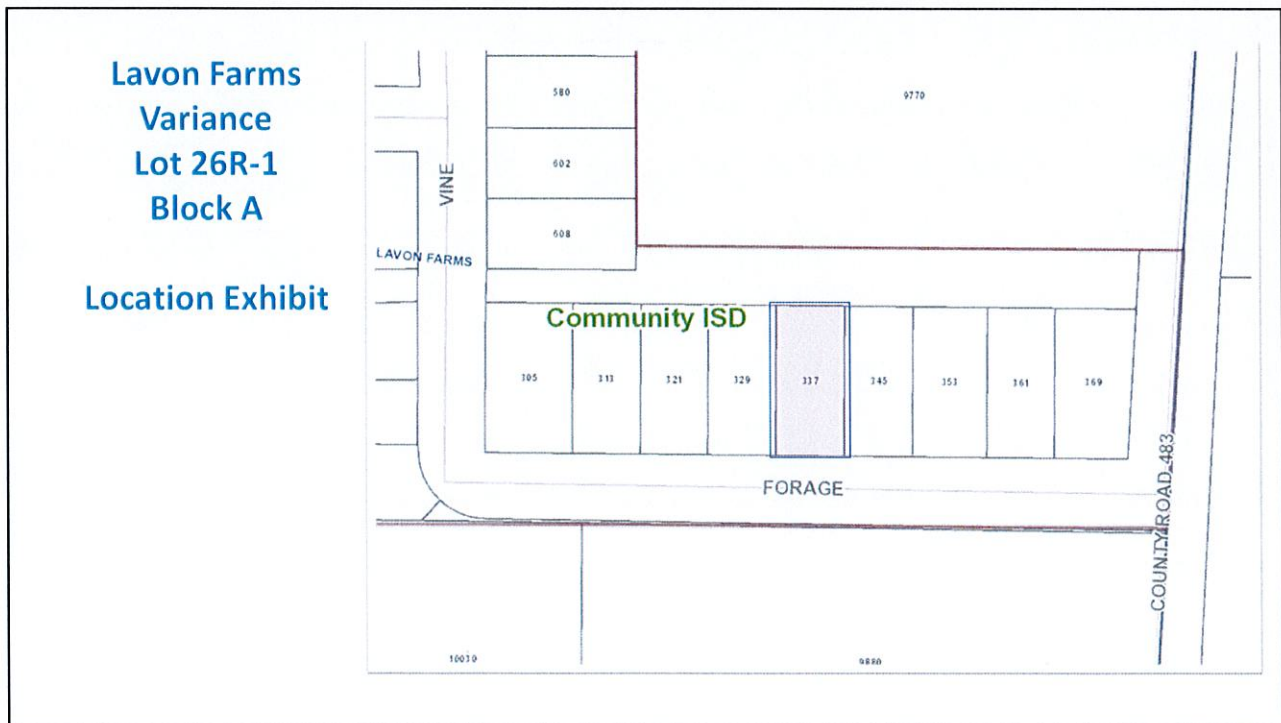 Lavon Farms
Variance
Lot 26R-1
Block A
Location Exhibit
580
9770
602
VINE
608
LAVON FARMS
Community ISD
305
313
321
329
337
345
353
361
369
FORAGE
COUNTY ROAD 483
10030
9880